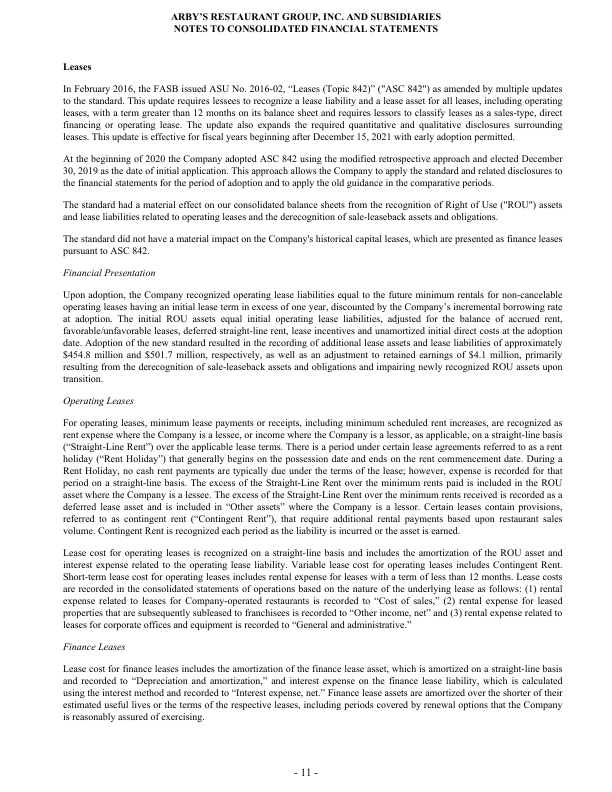 ARBY'S RESTAURANT GROUP, INC. AND SUBSIDIARIES
NOTES TO CONSOLIDATED FINANCIAL STATEMENTS
Leases
In February 2016, the FASB issued ASU No. 2016-02, “Leases (Topic 842)” ("ASC 842") as amended by multiple updates
to the standard. This update requires lessees to recognize a lease liability and a lease asset for all leases, including operating
leases, with a term greater than 12 months on its balance sheet and requires lessors to classify leases as a sales-type, direct
financing or operating lease. The update also expands the required quantitative and qualitative disclosures surrounding
leases. This update is effective for fiscal years beginning after December 15, 2021 with early adoption permitted.
At the beginning of 2020 the Company adopted ASC 842 using the modified retrospective approach and elected December
30, 2019 as the date of initial application. This approach allows the Company to apply the standard and related disclosures to
the financial statements for the period of adoption and to apply the old guidance in the comparative periods.
The standard had a material effect on our consolidated balance sheets from the recognition of Right of Use ("ROU") assets
and lease liabilities related to operating leases and the derecognition of sale-leaseback assets and obligations.
The standard did not have a material impact on the Company's historical capital leases, which are presented as finance leases
pursuant to ASC 842.
Financial Presentation
Upon adoption, the Company recognized operating lease liabilities equal to the future minimum rentals for non-cancelable
operating leases having an initial lease term in excess of one year, discounted by the Company’s incremental borrowing rate
at adoption. The initial ROU assets equal initial operating lease liabilities, adjusted for the balance of accrued rent,
favorable/unfavorable leases, deferred straight-line rent, lease incentives and unamortized initial direct costs at the adoption
date. Adoption of the new standard resulted in the recording of additional lease assets and lease liabilities of approximately
$454.8 million and $501.7 million, respectively, as well as an adjustment to retained earnings of $4.1 million, primarily
resulting from the derecognition of sale-leaseback assets and obligations and impairing newly recognized ROU assets upon
transition.
Operating Leases
For operating leases, minimum lease payments or receipts, including minimum scheduled rent increases, are recognized as
rent expense where the Company is a lessee, or income where the Company is a lessor, as applicable, on a straight-line basis
(“Straight-Line Rent”) over the applicable lease terms. There is a period under certain lease agreements referred to as a rent
holiday (“Rent Holiday”) that generally begins on the possession date and ends on the rent commencement date. During a
Rent Holiday, no cash rent payments are typically due under the terms of the lease; however, expense is recorded for that
period on a straight-line basis. The excess of the Straight-Line Rent over the minimum rents paid is included in the ROU
asset where the Company is a lessee. The excess of the Straight-Line Rent over the minimum rents received is recorded as a
deferred lease asset and is included in “Other assets” where the Company is a lessor. Certain leases contain provisions,
referred to as contingent rent (“Contingent Rent”), that require additional rental payments based upon restaurant sales
volume. Contingent Rent is recognized each period as the liability is incurred or the asset is earned.
Lease cost for operating leases is recognized on a straight-line basis and includes the amortization of the ROU asset and
interest expense related to the operating lease liability. Variable lease cost for operating leases includes Contingent Rent.
Short-term lease cost for operating leases includes rental expense for leases with a term of less than 12 months. Lease costs
are recorded in the consolidated statements of operations based on the nature of the underlying lease as follows: (1) rental
expense related to leases for Company-operated restaurants is recorded to “Cost of sales,” (2) rental expense for leased
properties that are subsequently subleased to franchisees is recorded to “Other income, net” and (3) rental expense related to
leases for corporate offices and equipment is recorded to “General and administrative.”
Finance Leases
Lease cost for finance leases includes the amortization of the finance lease asset, which is amortized on a straight-line basis
and recorded to “Depreciation and amortization,” and interest expense on the finance lease liability, which is calculated
using the interest method and recorded to “Interest expense, net.” Finance lease assets are amortized over the shorter of their
estimated useful lives or the terms of the respective leases, including periods covered by renewal options that the Company
is reasonably assured of exercising.
- 11 -